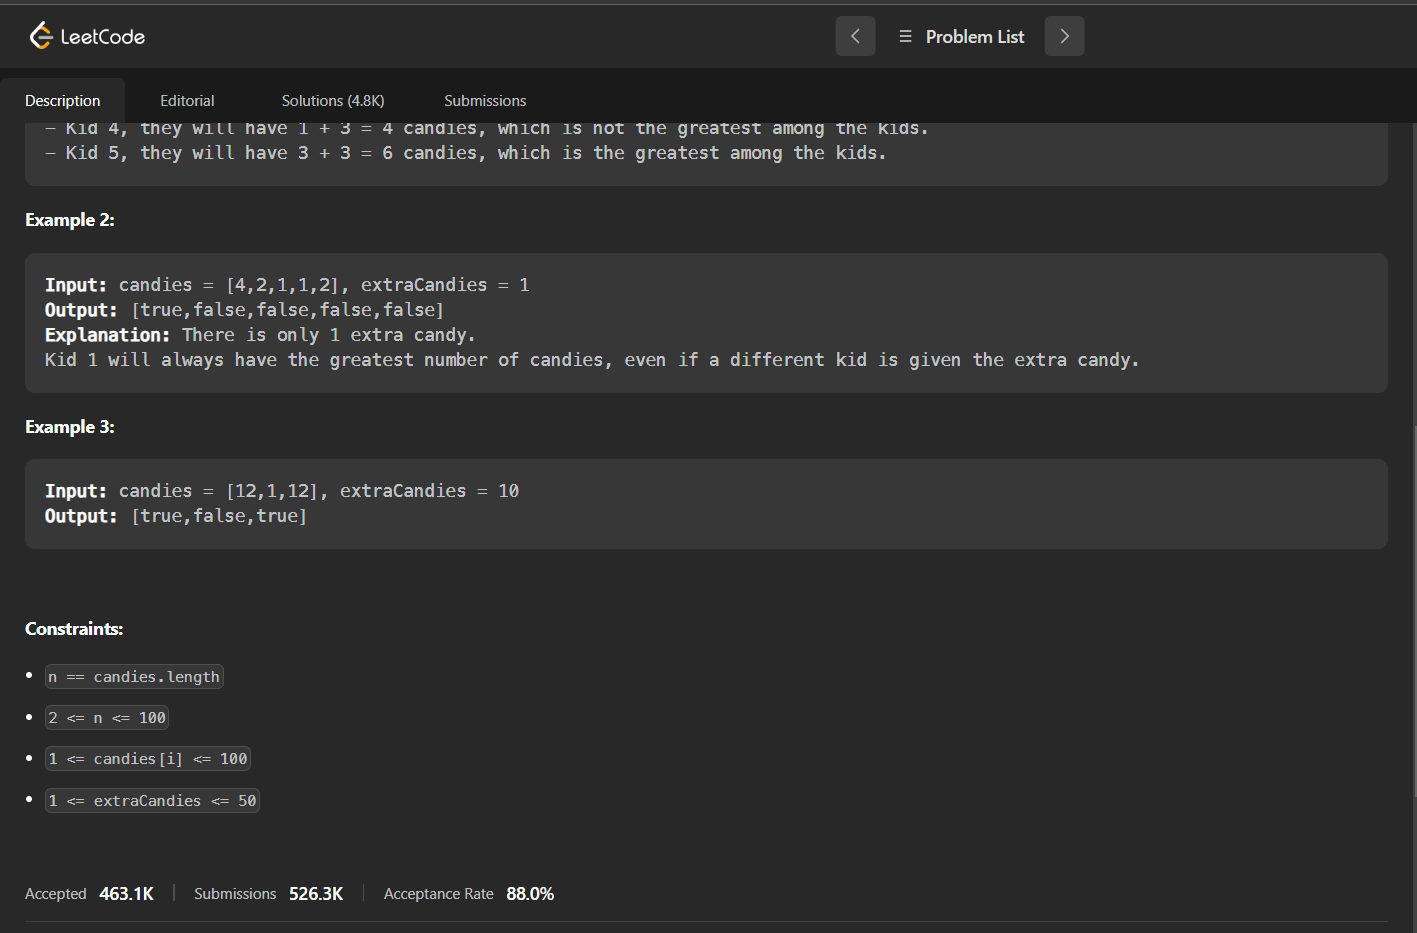 LeetCode
Problem List
Description Editorial Solutions (4.8K) Submissions
– Kid 4, they will have 1 + 3 = 4 candies, which is not the greatest among the kids.
– Kid 5, they will have 3 + 3 = 6 candies, which is the greatest among the kids.
Example 2:
Input: candies = [4,2,1,1,2], extraCandies = 1
Output: [true,false,false,false,false]
Explanation: There is only 1 extra candy.
Kid 1 will always have the greatest number of candies, even if a different kid is given the extra candy.
Example 3:
Input: candies = [12,1,12], extraCandies = 10
Output: [true,false,true]
Constraints:
• n == candies.length
• 2 <= n <= 100
• 1 <= candies[i] <= 100
• 1 <= extraCandies <= 50
Accepted 463.1K | Submissions 526.3K | Acceptance Rate 88.0%